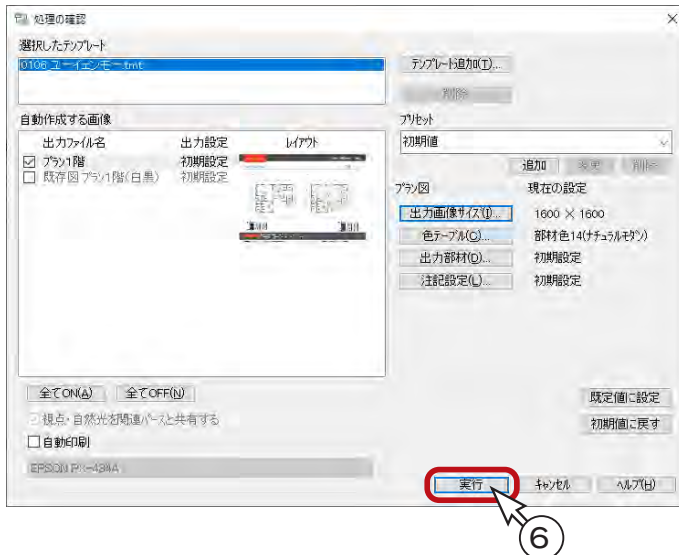 処理の確認
選択したテンプレート
0106 ユーイエンモー.tmt
テンプレート追加(T)...
削除
自動作成する画像
プリセット
出力ファイル名 出力設定 レイアウト
初期値
プラン1階 初期設定
既存図 プラン1階(白黒) 初期設定
追加 変更 削除
プラン図 現在の設定
出力画像サイズ(I)... 1600 × 1600
色テーブル(C)... 部材色14(ナチュラルモダン)
出力部材(D)... 初期設定
注記設定(L)... 初期設定
全てON(A) 全てOFF(N)
既定値に設定
視点・自然光を関連パースと共有する
初期値に戻す
自動印刷
EPSON PX-434A
実行 キャンセル ヘルプ(H)
6